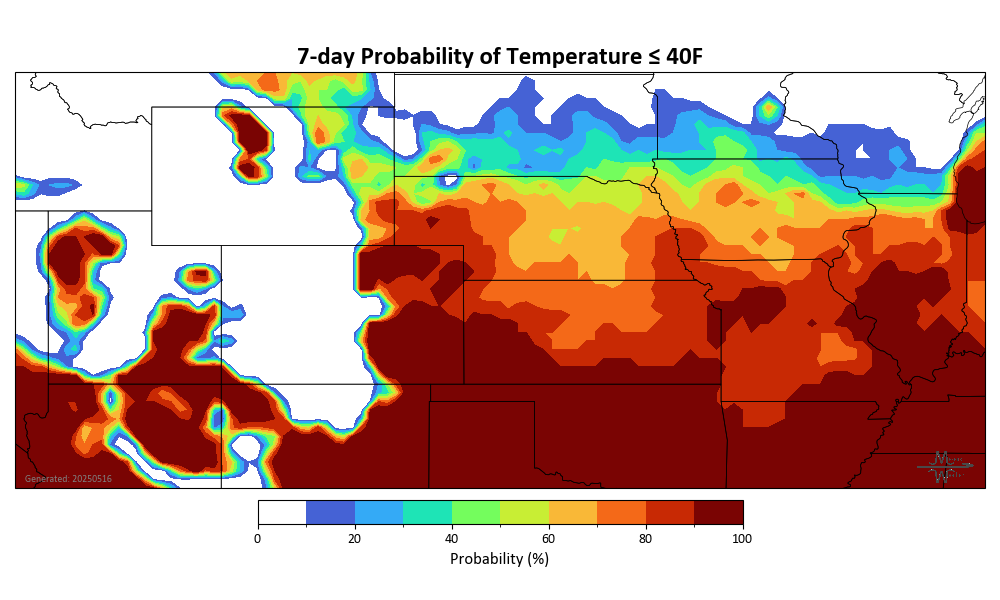 7-day Probability of Temperature ≤ 40F
Generated: 20250516
0 20 40 60 80 100
Probability (%)